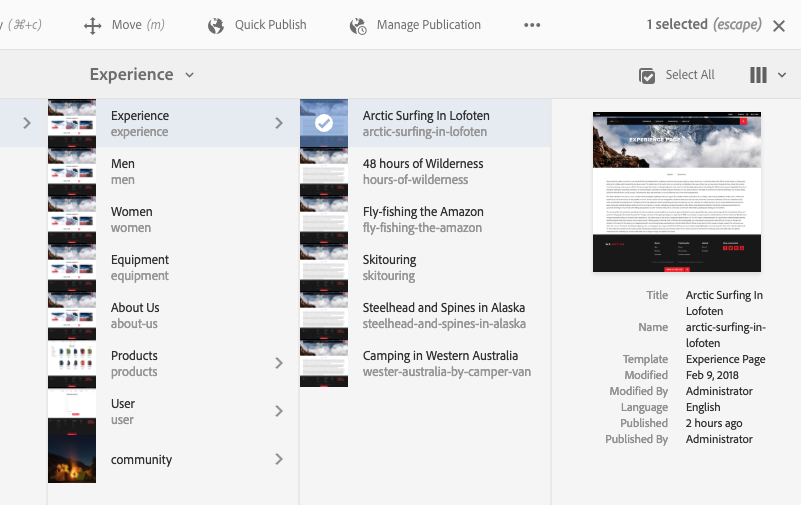 (⌘+c) Move (m) Quick Publish Manage Publication ••• 1 selected (escape)
Experience Select All
Experience
experience
Men
men
Women
women
Equipment
equipment
About Us
about-us
Products
products
User
user
community
Arctic Surfing In Lofoten
arctic-surfing-in-lofoten
48 hours of Wilderness
hours-of-wilderness
Fly-fishing the Amazon
fly-fishing-the-amazon
Skitouring
skitouring
Steelhead and Spines in Alaska
steelhead-and-spines-in-alaska
Camping in Western Australia
wester-australia-by-camper-van
EXPERIENCE PAGE
Title Arctic Surfing In
Lofoten
Name arctic-surfing-in-
lofoten
Template Experience Page
Modified Feb 9, 2018
Modified By Administrator
Language English
Published 2 hours ago
Published By Administrator